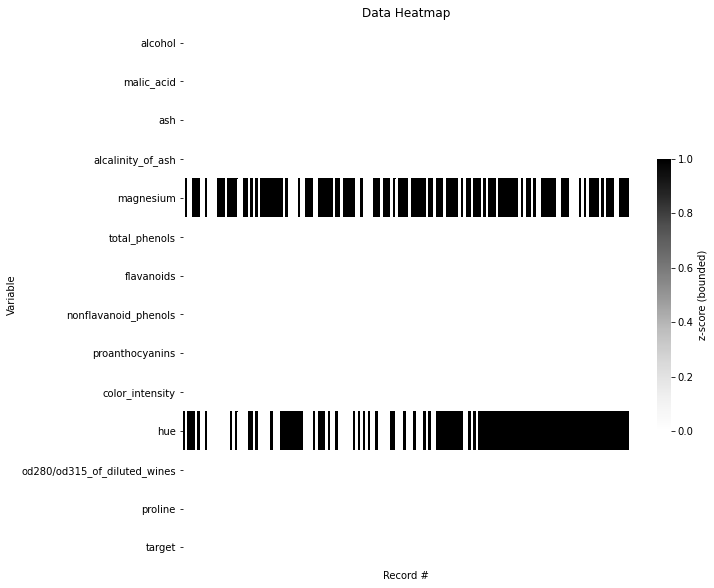 Data Heatmap
alcohol
malic_acid
ash
alcalinity_of_ash
magnesium
total_phenols
flavanoids
nonflavanoid_phenols
proanthocyanins
color_intensity
hue
od280/od315_of_diluted_wines
proline
target
Variable
Record #
1.0
0.8
0.6
0.4
0.2
0.0
z-score (bounded)